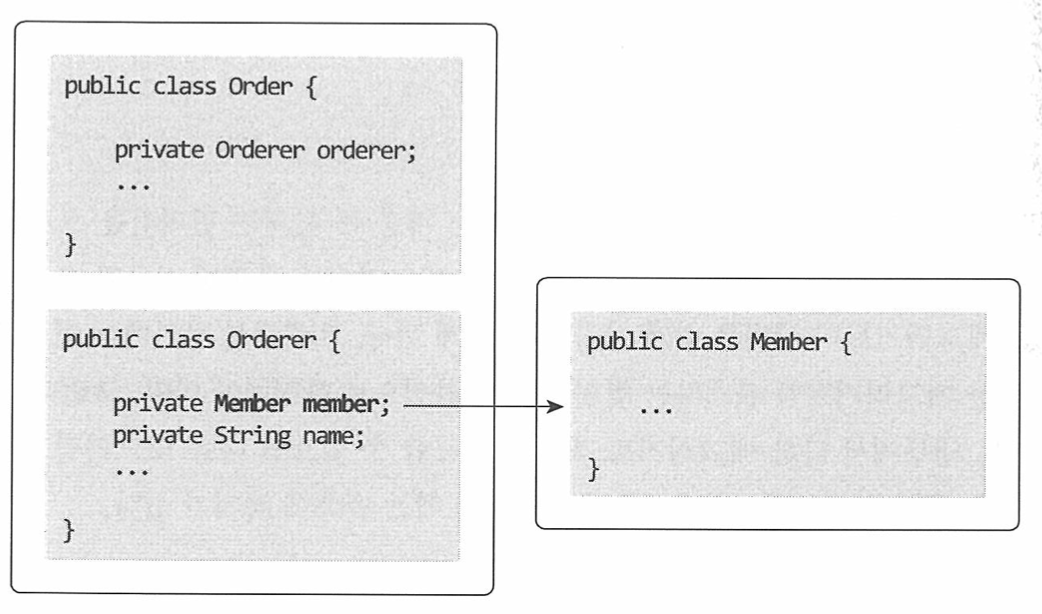 public class Order {
private Orderer orderer;
...
}
public class Orderer {
private Member member;
private String name;
...
}
public class Member {
...
}